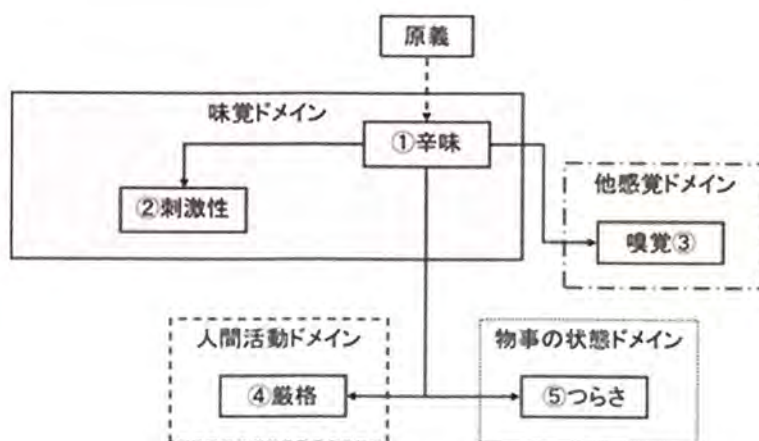 原義
味覚ドメイン
①辛味
②刺激性
他感覚ドメイン
嗅覚③
人間活動ドメイン
④厳格
物事の状態ドメイン
⑤つらさ